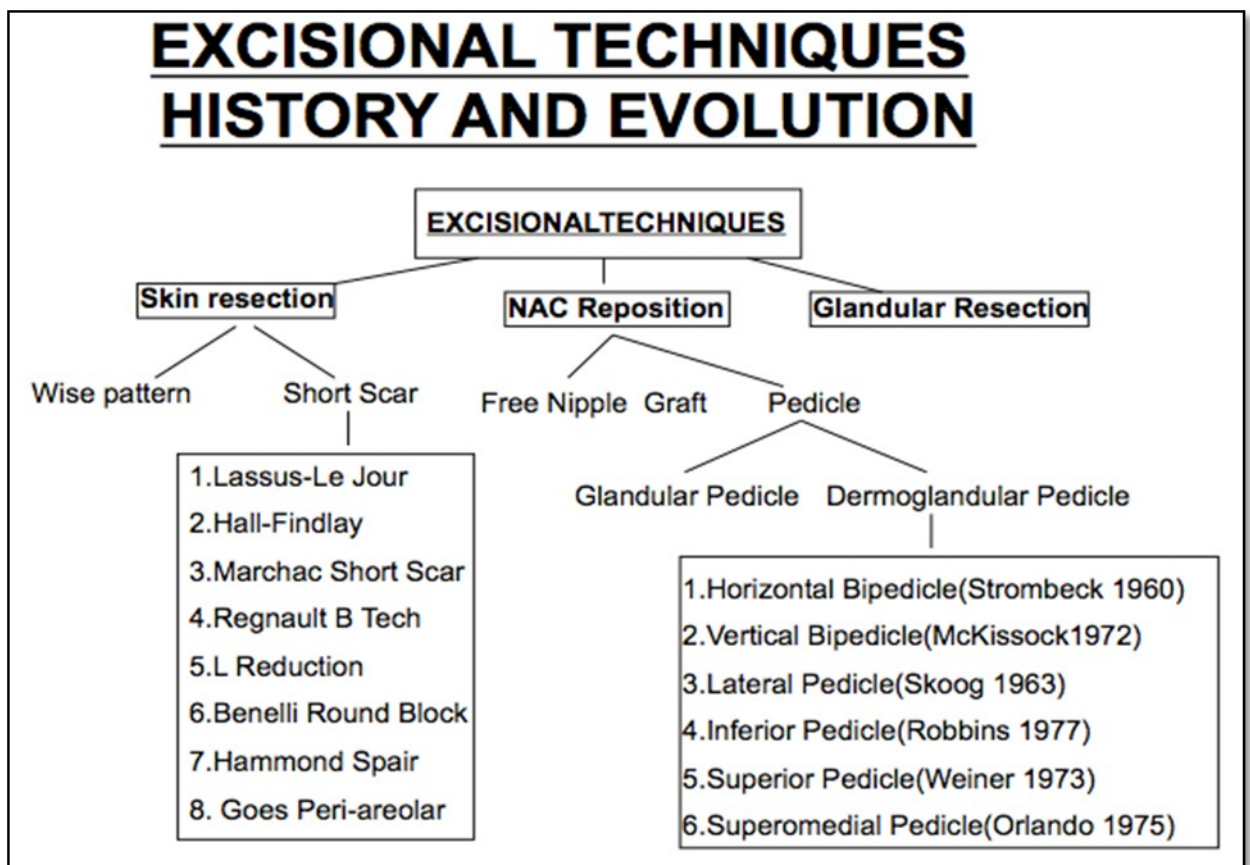 EXCISIONAL TECHNIQUES
HISTORY AND EVOLUTION
EXCISIONALTECHNIQUES
Skin resection
NAC Reposition
Glandular Resection
Wise pattern
Short Scar
Free Nipple Graft
Pedicle
Glandular Pedicle
Dermoglandular Pedicle
1.Lassus-Le Jour
2.Hall-Findlay
3.Marchac Short Scar
4.Regnault B Tech
5.L Reduction
6.Benelli Round Block
7.Hammond Spair
8. Goes Peri-areolar
1.Horizontal Bipedicle(Strombeck 1960)
2.Vertical Bipedicle(McKissock1972)
3.Lateral Pedicle(Skoog 1963)
4.Inferior Pedicle(Robbins 1977)
5.Superior Pedicle(Weiner 1973)
6.Superomedial Pedicle(Orlando 1975)